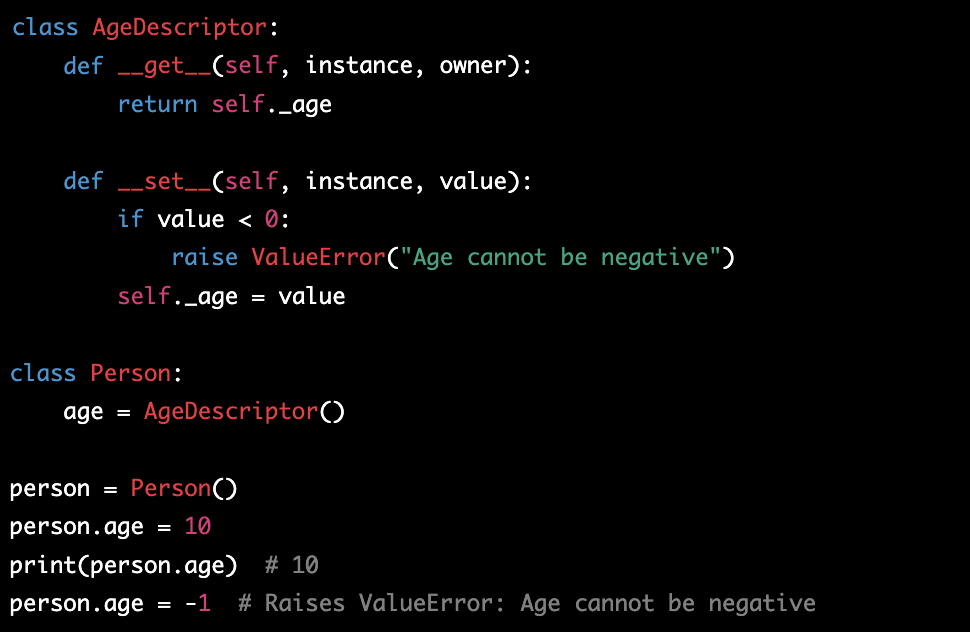 class AgeDescriptor:
    def __get__(self, instance, owner):
        return self._age

    def __set__(self, instance, value):
        if value < 0:
            raise ValueError("Age cannot be negative")
        self._age = value

class Person:
    age = AgeDescriptor()

person = Person()
person.age = 10
print(person.age)  # 10
person.age = -1  # Raises ValueError: Age cannot be negative